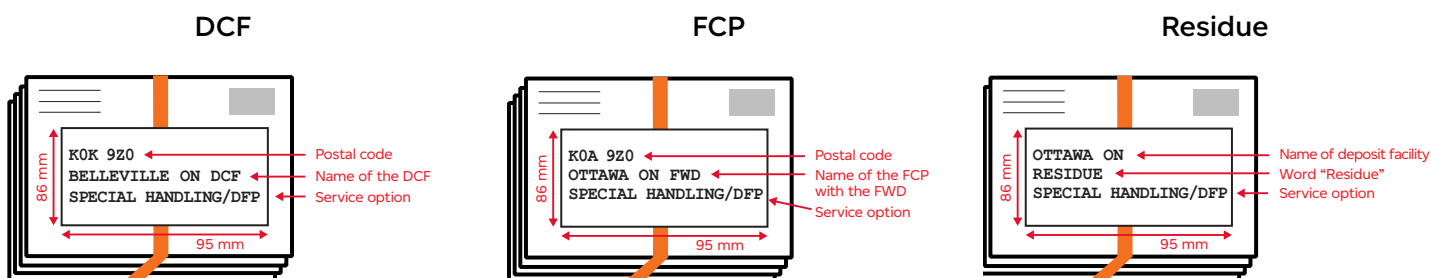 DCF
86 mm
K0K 9Z0
BELLEVILLE ON DCF
SPECIAL HANDLING/DFP
95 mm
Postal code
Name of the DCF
Service option
FCP
86 mm
K0A 9Z0
OTTAWA ON FWD
SPECIAL HANDLING/DFP
95 mm
Postal code
Name of the FCP
with the FWD
Service option
Residue
86 mm
OTTAWA ON
RESIDUE
SPECIAL HANDLING/DFP
95 mm
Name of deposit facility
Word “Residue”
Service option